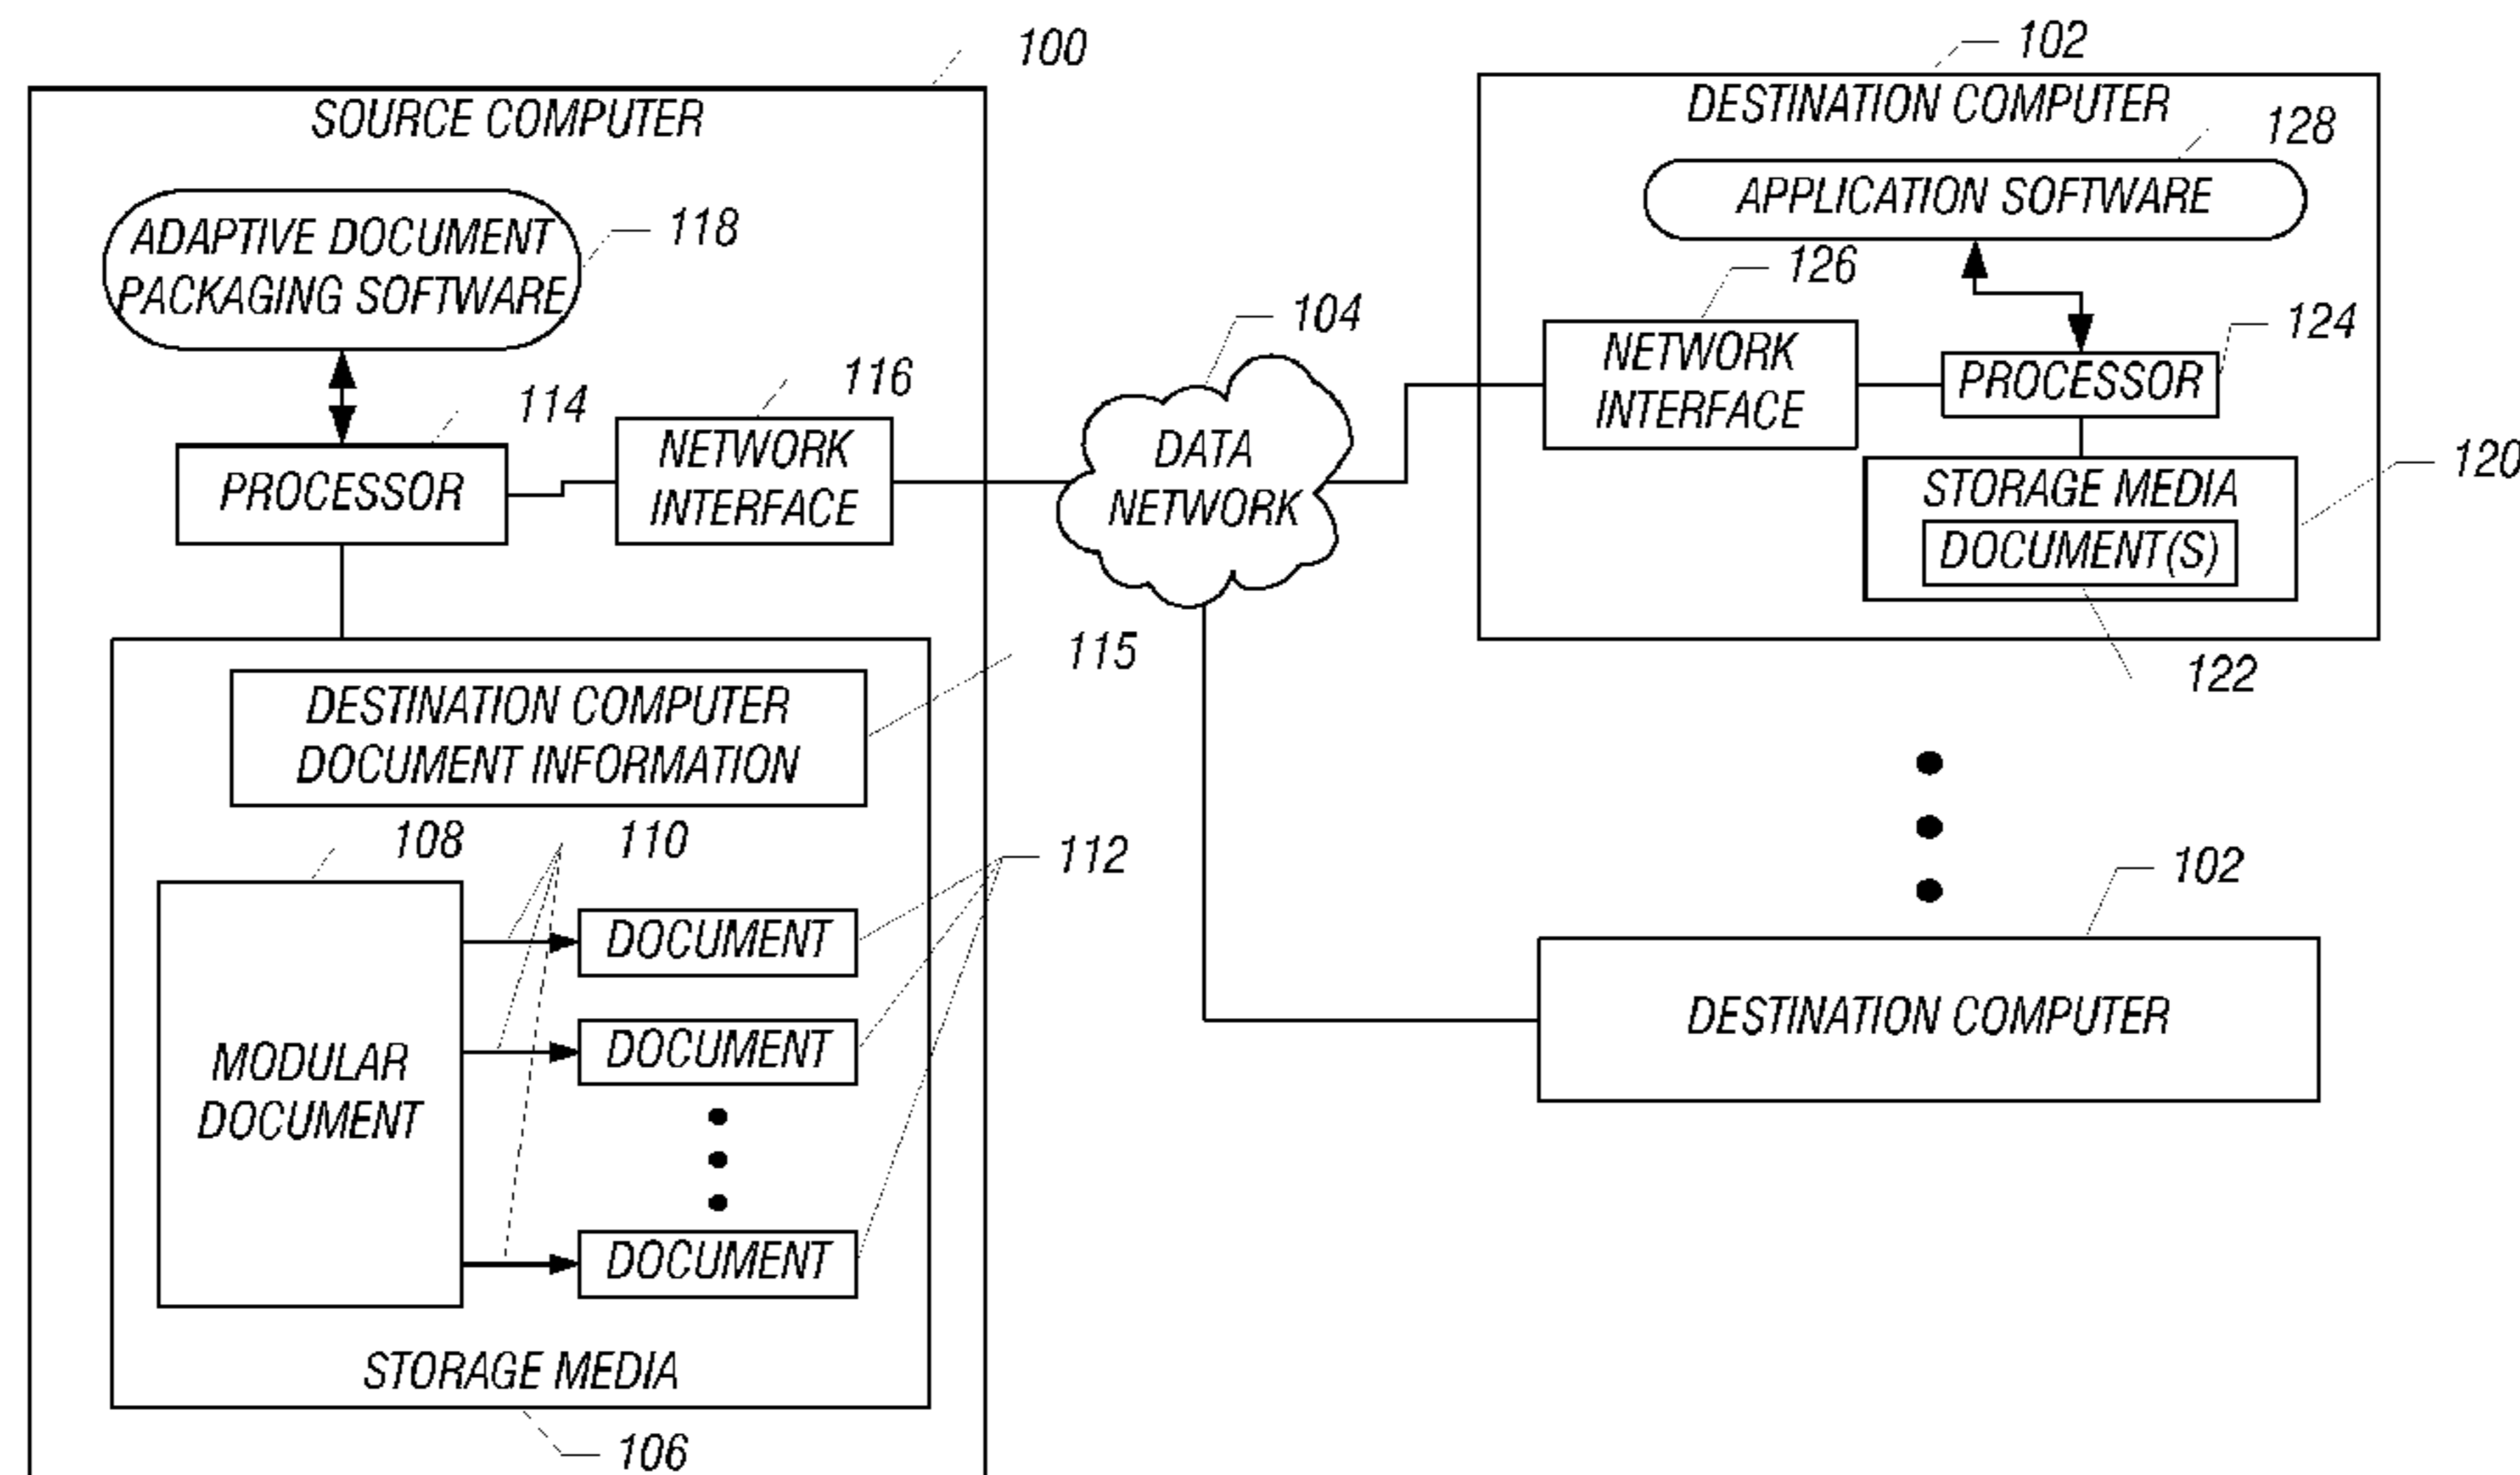 100
SOURCE COMPUTER
ADAPTIVE DOCUMENT
PACKAGING SOFTWARE
118
114
PROCESSOR
116
NETWORK
INTERFACE
115
DESTINATION COMPUTER
DOCUMENT INFORMATION
108
110
112
MODULAR
DOCUMENT
DOCUMENT
DOCUMENT
DOCUMENT
STORAGE MEDIA
106
104
DATA
NETWORK
102
DESTINATION COMPUTER
128
APPLICATION SOFTWARE
126
NETWORK
INTERFACE
124
PROCESSOR
120
STORAGE MEDIA
DOCUMENT(S)
122
102
DESTINATION COMPUTER